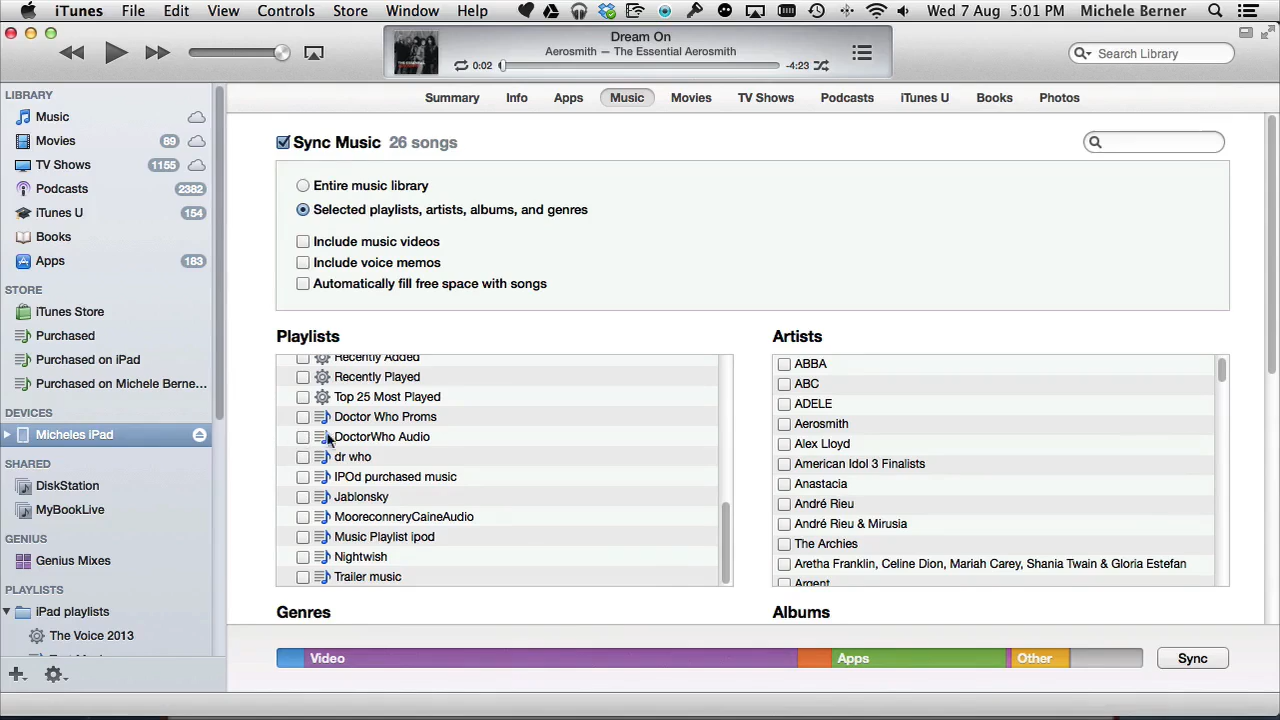 iTunes File Edit View Controls Store Window Help Wed 7 Aug 5:01 PM Michele Berner
Dream On
Aerosmith — The Essential Aerosmith
0:02 -4:23
Search Library
LIBRARY
Music
Movies 69
TV Shows 1155
Podcasts 2382
iTunes U 154
Books
Apps 183
STORE
iTunes Store
Purchased
Purchased on iPad
Purchased on Michele Berne...
DEVICES
Micheles iPad
SHARED
DiskStation
MyBookLive
GENIUS
Genius Mixes
PLAYLISTS
iPad playlists
The Voice 2013
Summary Info Apps Music Movies TV Shows Podcasts iTunes U Books Photos
Sync Music 26 songs
Entire music library
Selected playlists, artists, albums, and genres
Include music videos
Include voice memos
Automatically fill free space with songs
Playlists
Recently Added
Recently Played
Top 25 Most Played
Doctor Who Proms
DoctorWho Audio
dr who
IPOd purchased music
Jablonsky
MooreconneryCaineAudio
Music Playlist ipod
Nightwish
Trailer music
Artists
ABBA
ABC
ADELE
Aerosmith
Alex Lloyd
American Idol 3 Finalists
Anastacia
André Rieu
André Rieu & Mirusia
The Archies
Aretha Franklin, Celine Dion, Mariah Carey, Shania Twain & Gloria Estefan
Argent
Genres
Albums
Video Apps Other
Sync